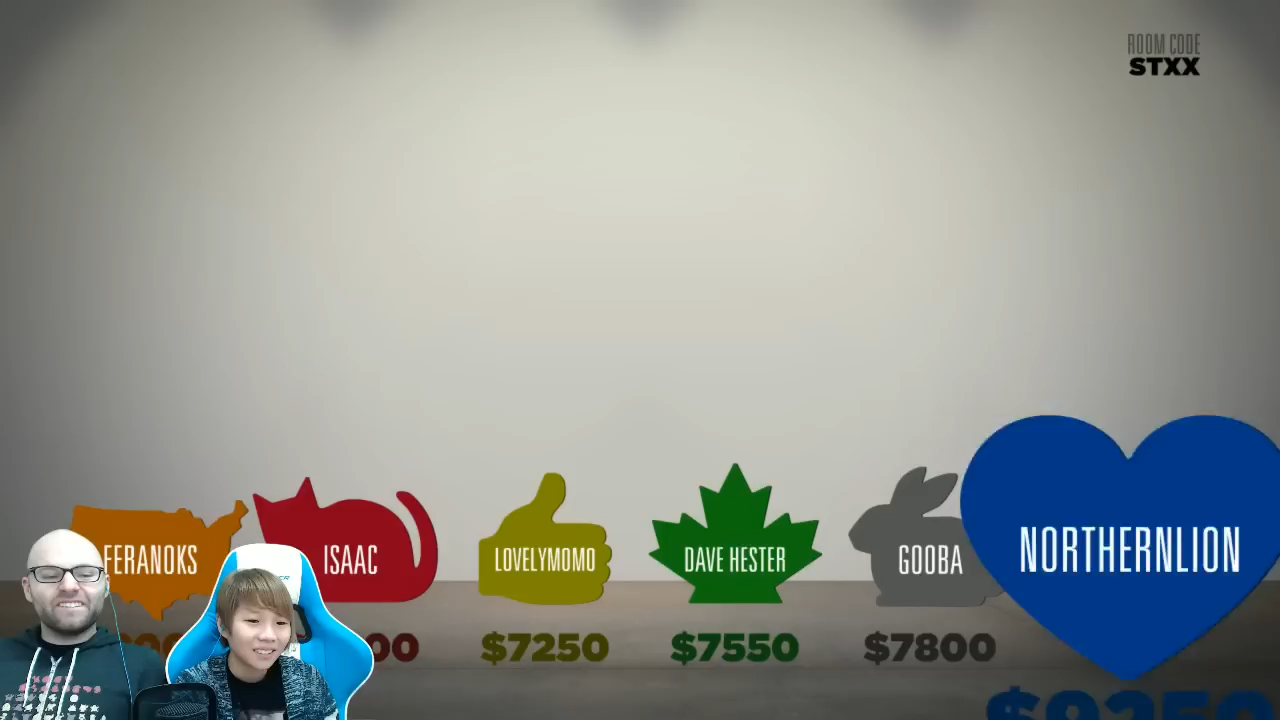 ROOM CODE
STXX
FERANOKS
ISAAC
LOVELYMOMO
DAVE HESTER
GOOBA
NORTHERNLION
$7250
$7550
$7800